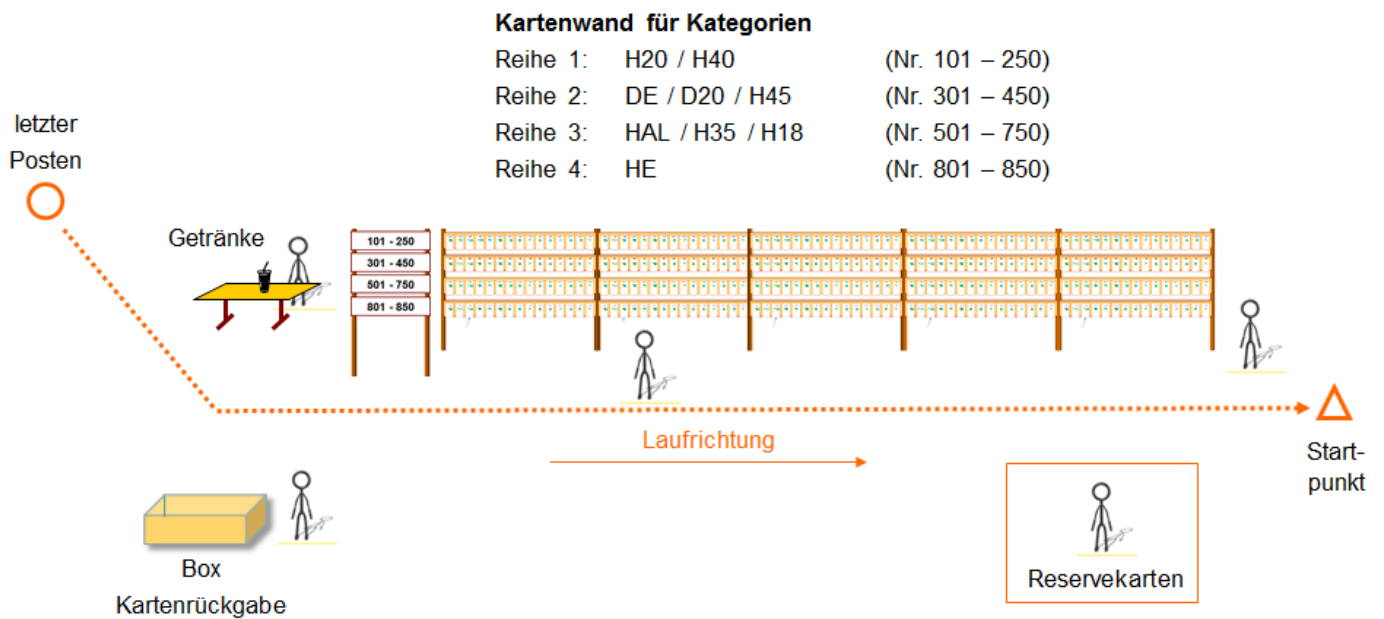 Kartenwand für Kategorien
Reihe 1: H20 / H40 (Nr. 101 – 250)
Reihe 2: DE / D20 / H45 (Nr. 301 – 450)
Reihe 3: HAL / H35 / H18 (Nr. 501 – 750)
Reihe 4: HE (Nr. 801 – 850)
letzter
Posten
Getränke
101 - 250
301 - 450
501 - 750
801 - 850
Laufrichtung
Start-
punkt
Box
Kartenrückgabe
Reservekarten